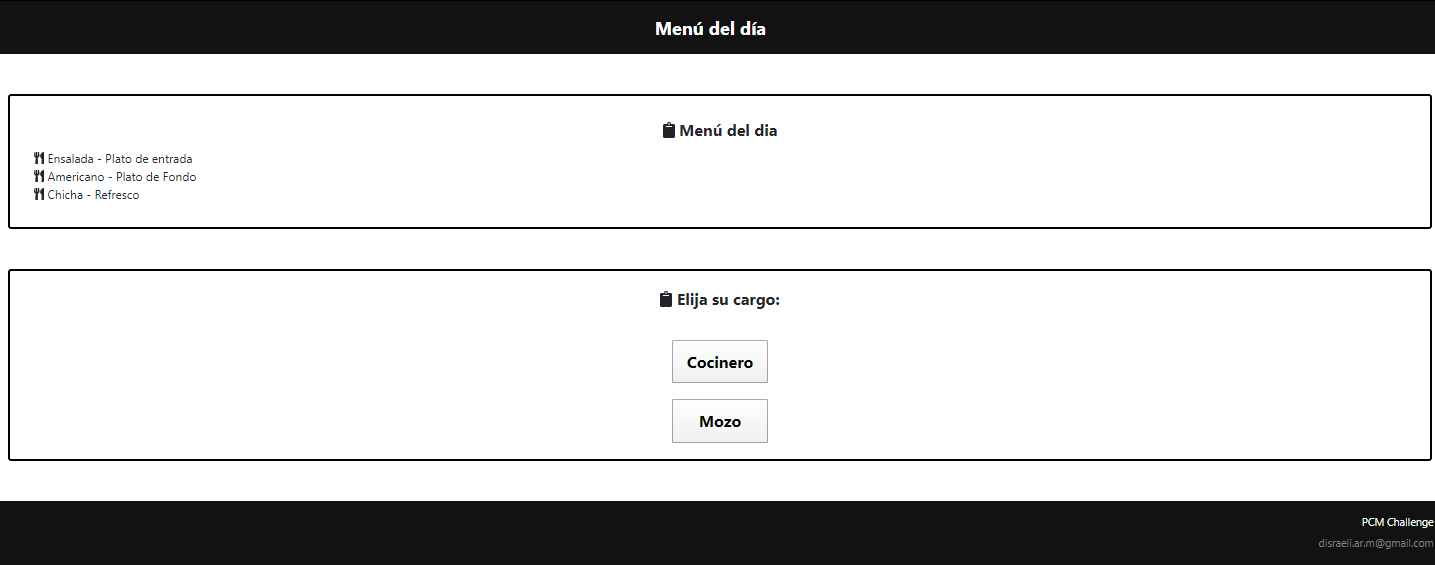 Menú del día
Menú del dia
Ensalada - Plato de entrada
Americano - Plato de Fondo
Chicha - Refresco
Elija su cargo:
Cocinero
Mozo
PCM Challenge
disraeli.ar.m@gmail.com